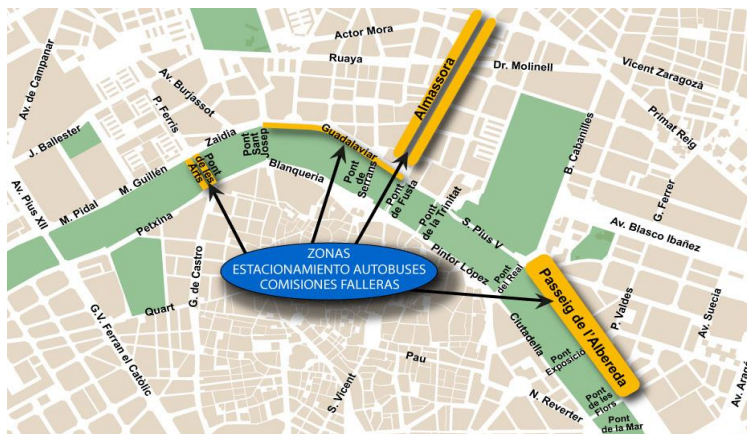 Actor Mora
Ruaya
Av. de Campanar
Av. Burjassot
P. Ferris
J. Ballester
Almassora
Dr. Molinell
Vicent Zaragozà
Primat Reig
B. Cabanilles
G. Ferrer
Av. Blasco Ibañez
Zaidia
Pont
Sant
Josep
Guadalaviar
Pont
de les
Arts
M. Guillén
M. Pidal
Av. Pius XII
Petxina
Blanqueria
Pont
de
Serrans
Pont
de Fusta
Pont
de la Trinitat
S. Pius V
Pintor López
Pont
del Real
ZONAS
ESTACIONAMIENTO AUTOBUSES
COMISIONES FALLERAS
Passeig de l'Albereda
P. Valdes
Av. Suecia
Av. Aragó
G. de Castro
Quart
G.V. Ferran el Catòlic
Ciutadella
Pont
Exposició
Pau
S. Vicent
N. Reverter
Pont
de les
Flors
Pont
de la Mar